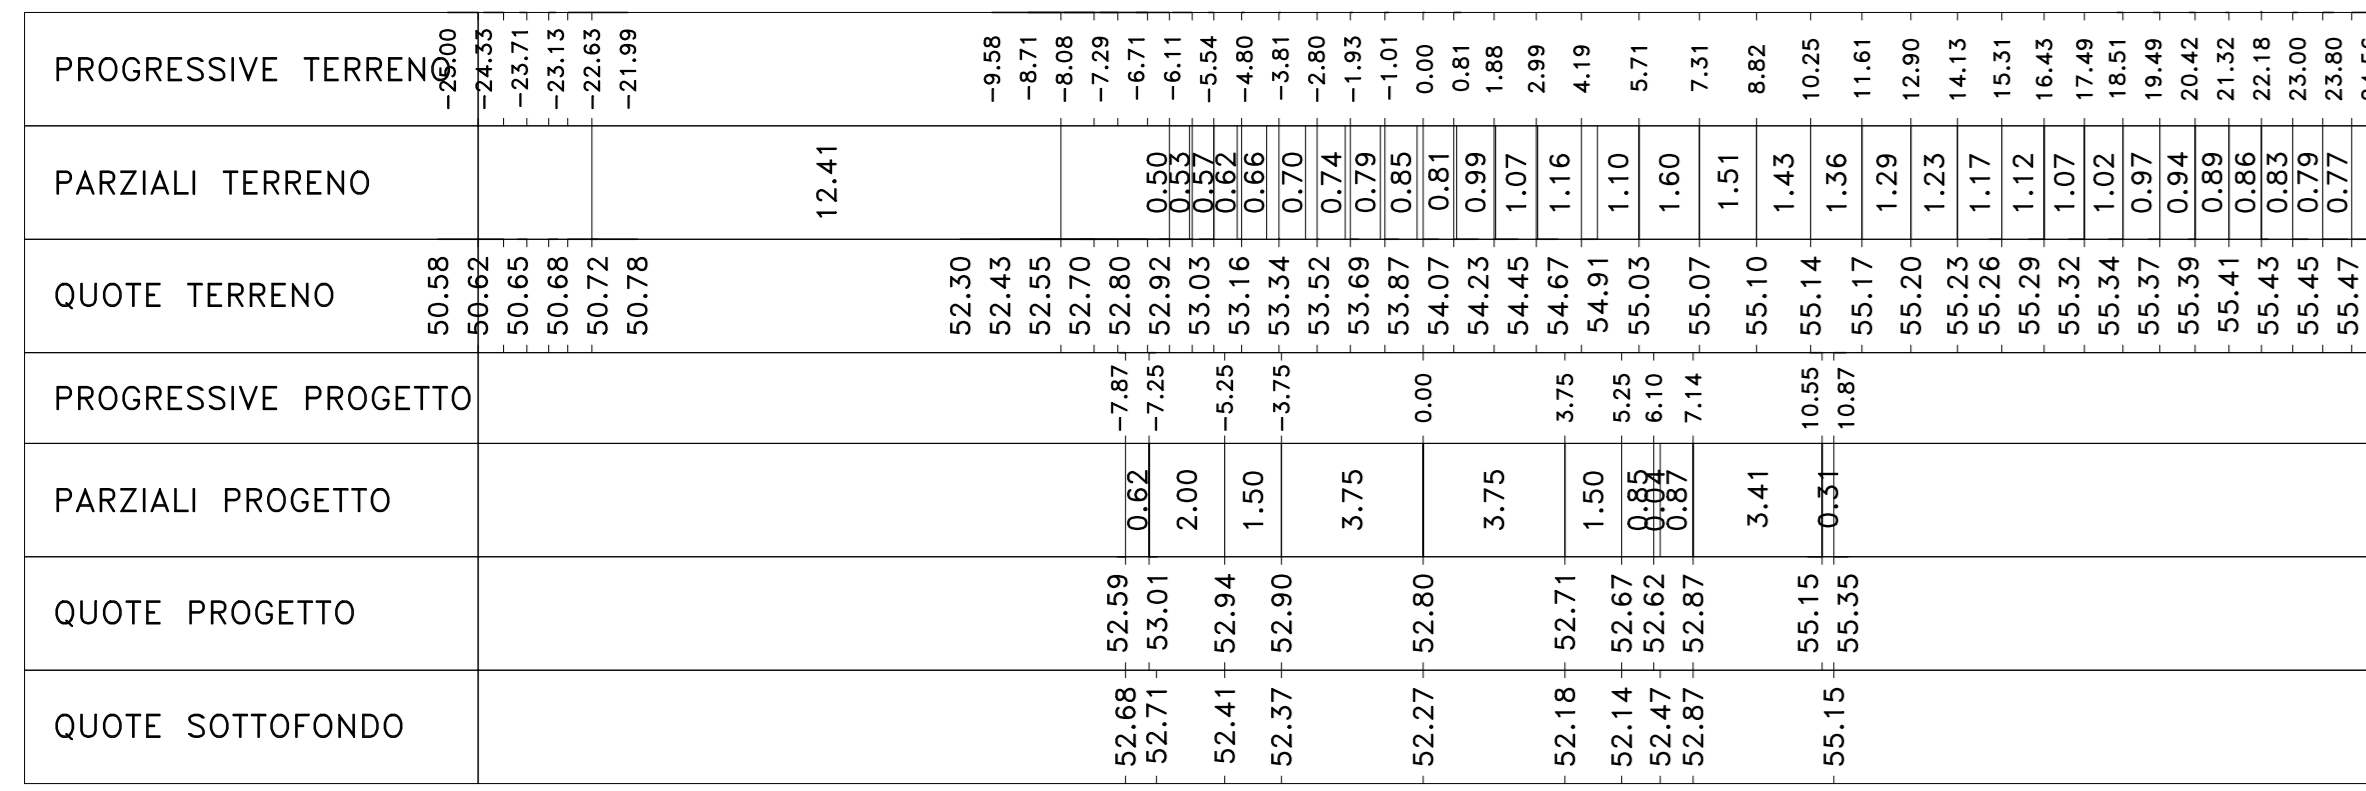 PROGRESSIVE TERRENO -25.00 -24.33 -23.71 -23.13 -22.63 -21.99 -9.58 -8.71 -8.08 -7.29 -6.71 -6.11 -5.54 -4.80 -3.81 -2.80 -1.93 -1.01 0.00 0.81 1.88 2.99 4.19 5.71 7.31 8.82 10.25 11.61 12.90 14.13 15.31 16.43 17.49 18.51 19.49 20.42 21.32 22.18 23.00 23.80
PARZIALI TERRENO 12.41 0.50 0.53 0.57 0.62 0.66 0.70 0.74 0.79 0.85 0.81 0.99 1.07 1.16 1.10 1.60 1.51 1.43 1.36 1.29 1.23 1.17 1.12 1.07 1.02 0.97 0.94 0.89 0.86 0.83 0.79 0.77
QUOTE TERRENO 50.58 50.62 50.65 50.68 50.72 50.78 52.30 52.43 52.55 52.70 52.80 52.92 53.03 53.16 53.34 53.52 53.69 53.87 54.07 54.23 54.45 54.67 54.91 55.03 55.07 55.10 55.14 55.17 55.20 55.23 55.26 55.29 55.32 55.34 55.37 55.39 55.41 55.43 55.45 55.47
PROGRESSIVE PROGETTO -7.87 -7.25 -5.25 -3.75 0.00 3.75 5.25 6.10 7.14 10.55 10.87
PARZIALI PROGETTO 0.62 2.00 1.50 3.75 3.75 1.50 0.85 0.04 0.87 3.41 0.31
QUOTE PROGETTO 52.59 53.01 52.94 52.90 52.80 52.71 52.67 52.62 52.87 55.15 55.35
QUOTE SOTTOFONDO 52.68 52.71 52.41 52.37 52.27 52.18 52.14 52.47 52.87 55.15